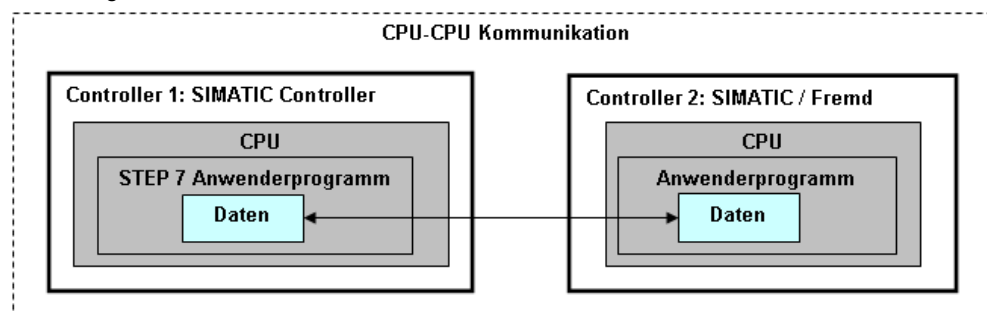 CPU-CPU Kommunikation
Controller 1: SIMATIC Controller
CPU
STEP 7 Anwenderprogramm
Daten
Controller 2: SIMATIC / Fremd
CPU
Anwenderprogramm
Daten